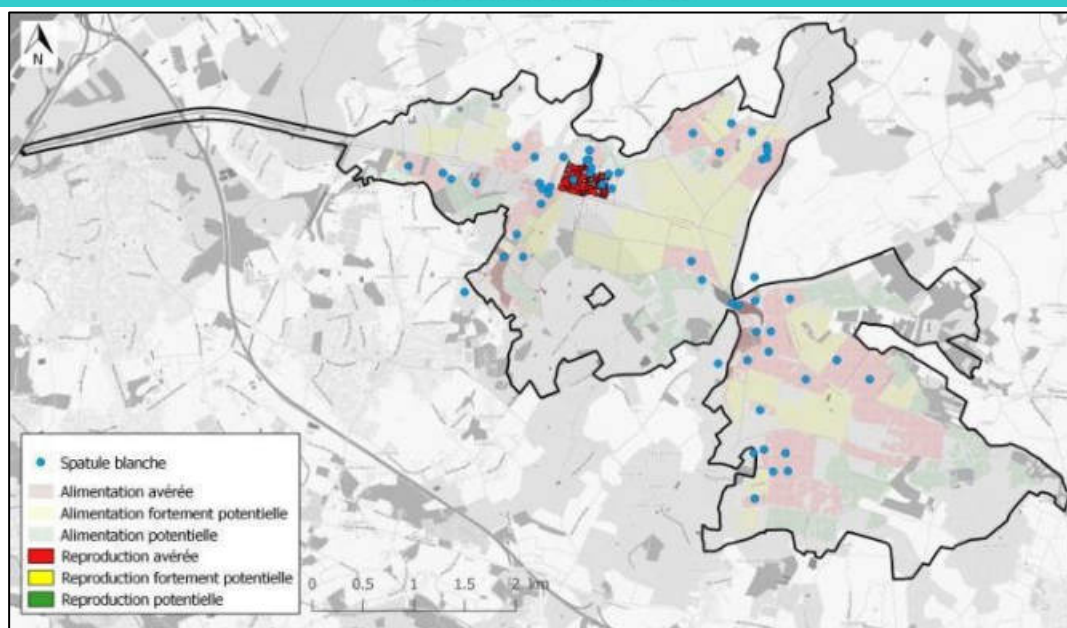 N
Spatule blanche
Alimentation avérée
Alimentation fortement potentielle
Alimentation potentielle
Reproduction avérée
Reproduction fortement potentielle
Reproduction potentielle
0 0.5 1 1.5 2 km